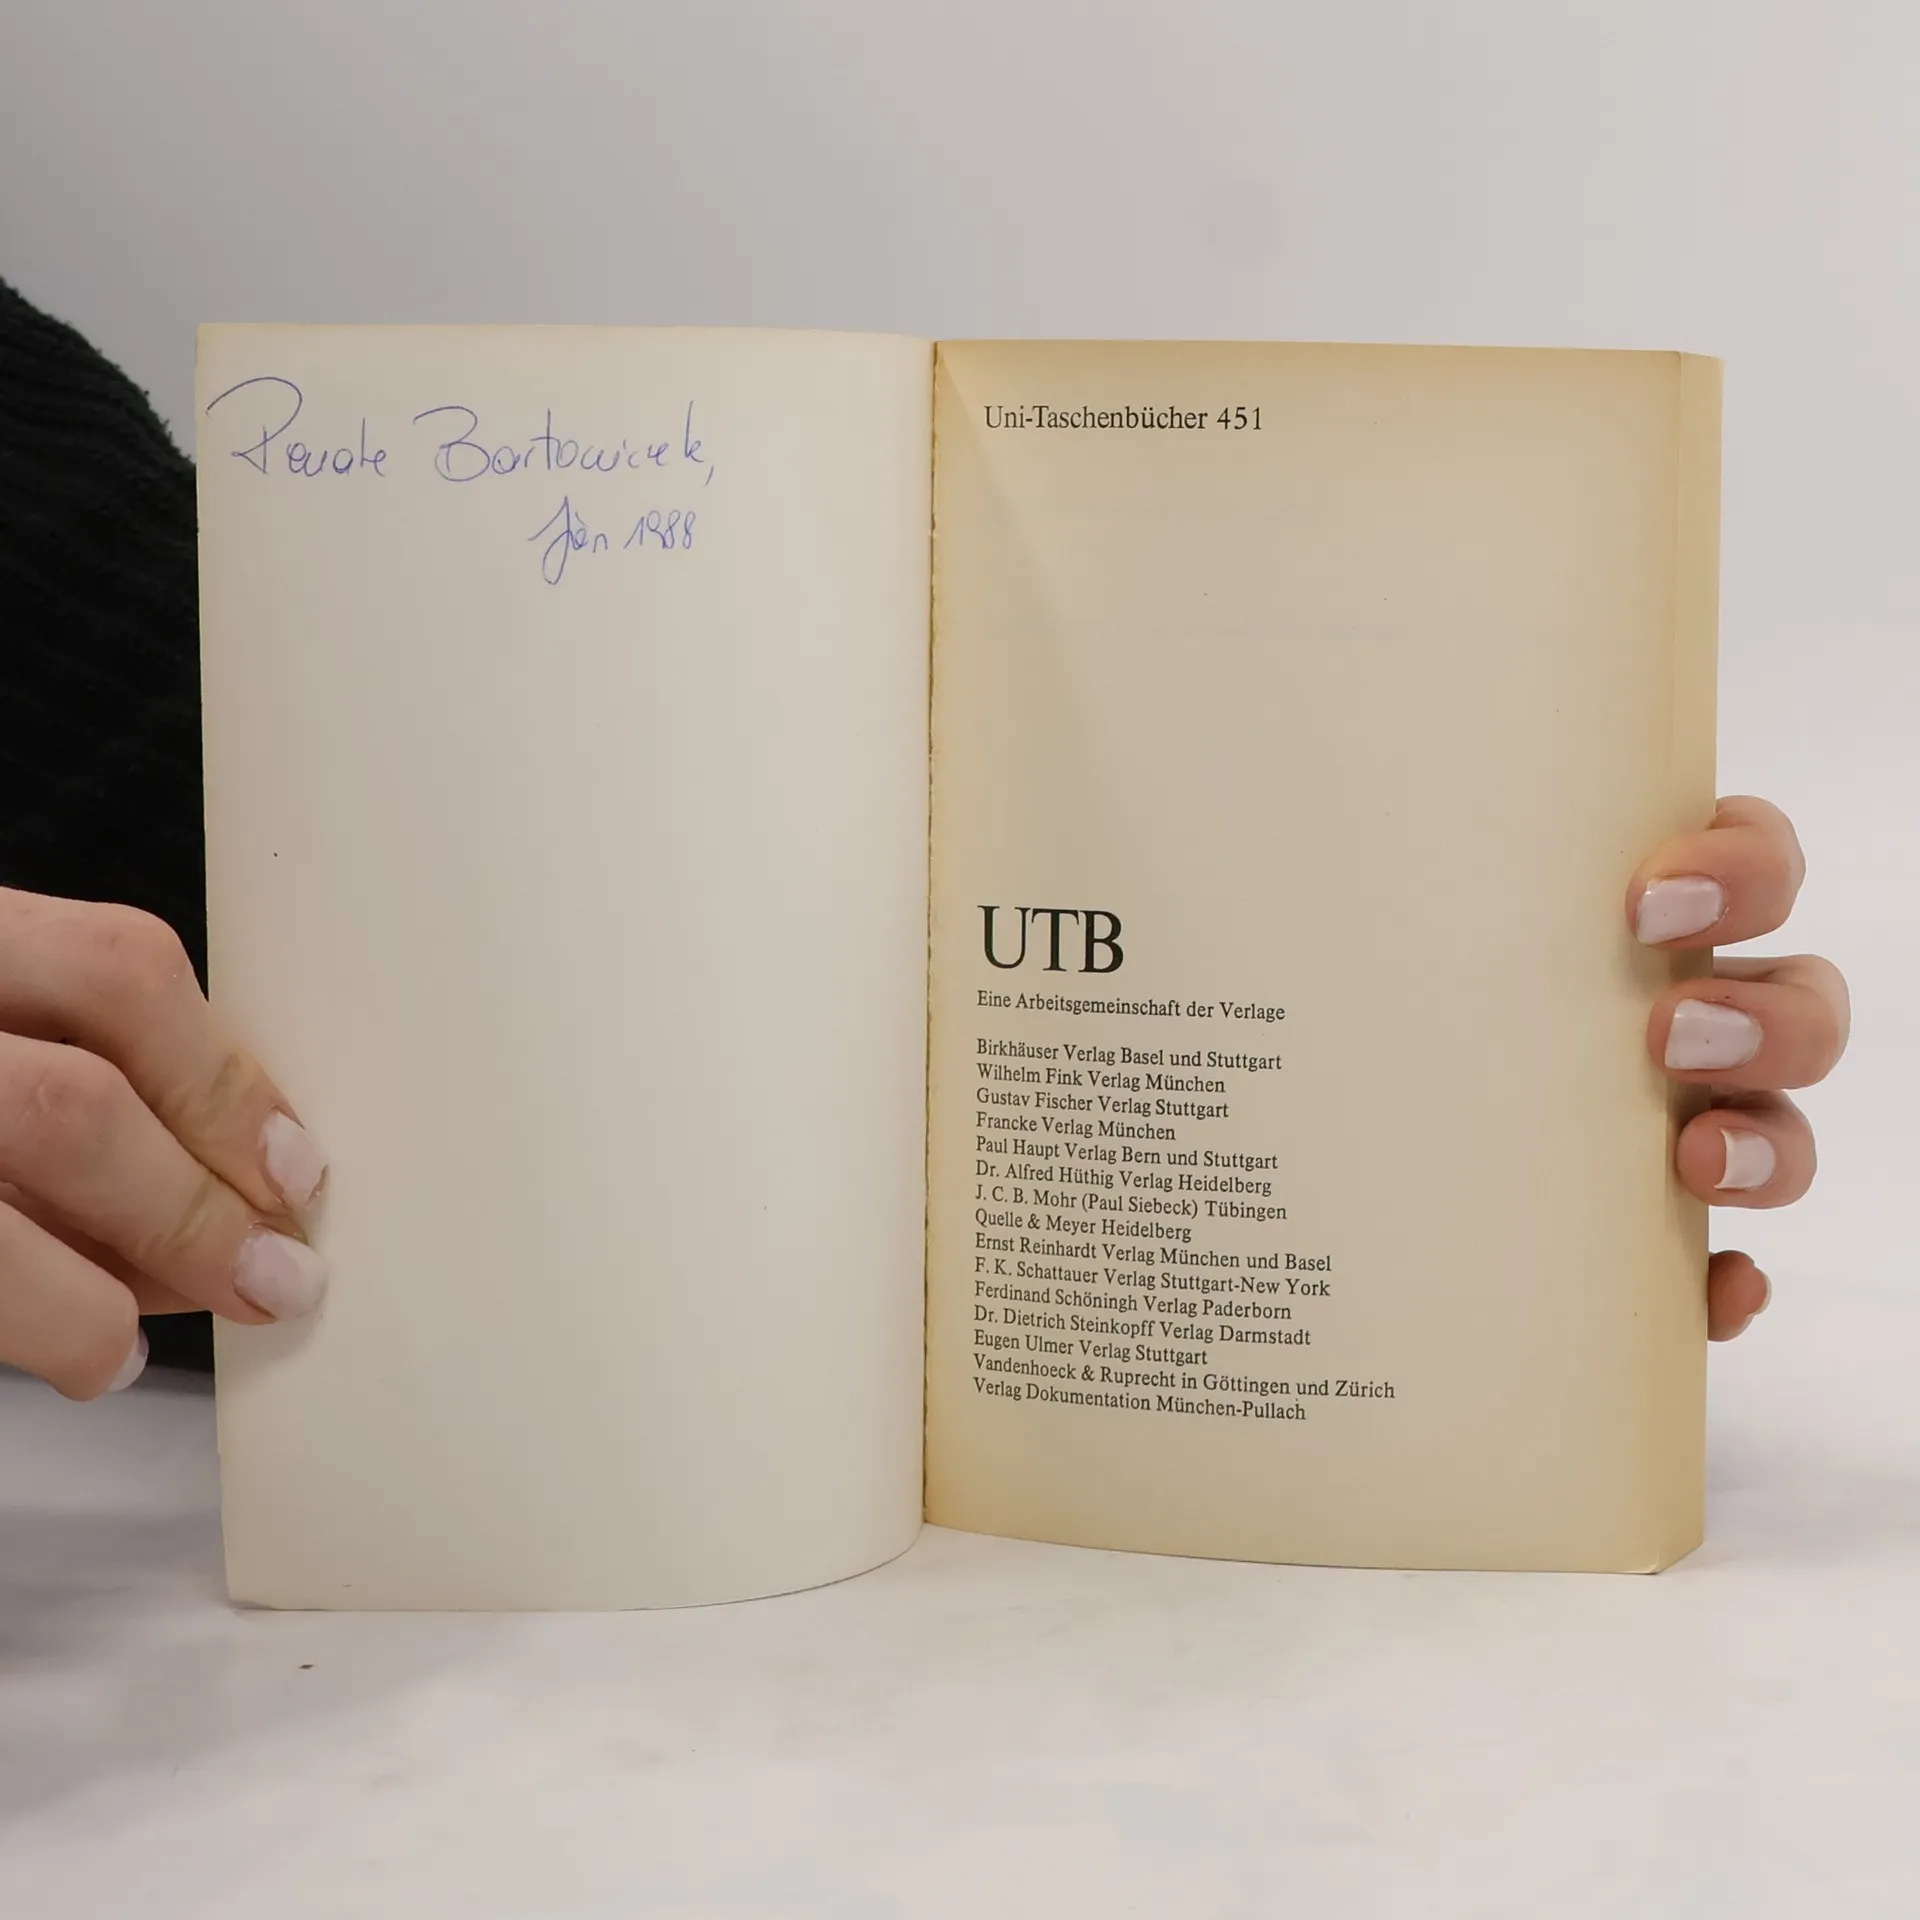 Renate Bartowicek,
Jän 1988
Uni-Taschenbücher 451
UTB
Eine Arbeitsgemeinschaft der Verlage
Birkhäuser Verlag Basel und Stuttgart
Wilhelm Fink Verlag München
Gustav Fischer Verlag Stuttgart
Francke Verlag München
Paul Haupt Verlag Bern und Stuttgart
Dr. Alfred Hüthig Verlag Heidelberg
J. C. B. Mohr (Paul Siebeck) Tübingen
Quelle & Meyer Heidelberg
Ernst Reinhardt Verlag München und Basel
F. K. Schattauer Verlag Stuttgart-New York
Ferdinand Schöningh Verlag Paderborn
Dr. Dietrich Steinkopff Verlag Darmstadt
Eugen Ulmer Verlag Stuttgart
Vandenhoeck & Ruprecht in Göttingen und Zürich
Verlag Dokumentation München-Pullach